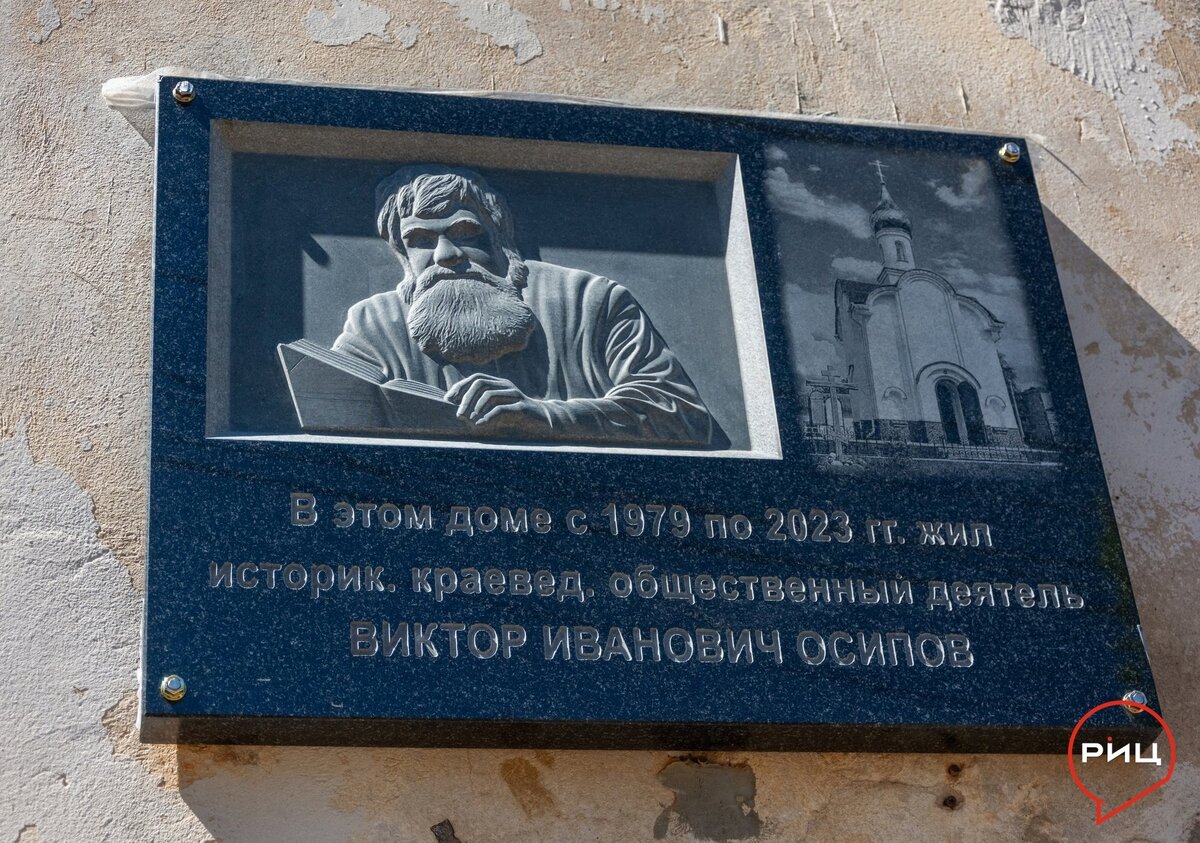 В этом доме с 1979 по 2023 гг. жил
историк, краевед, общественный деятель
ВИКТОР ИВАНОВИЧ ОСИПОВ
РИЦ